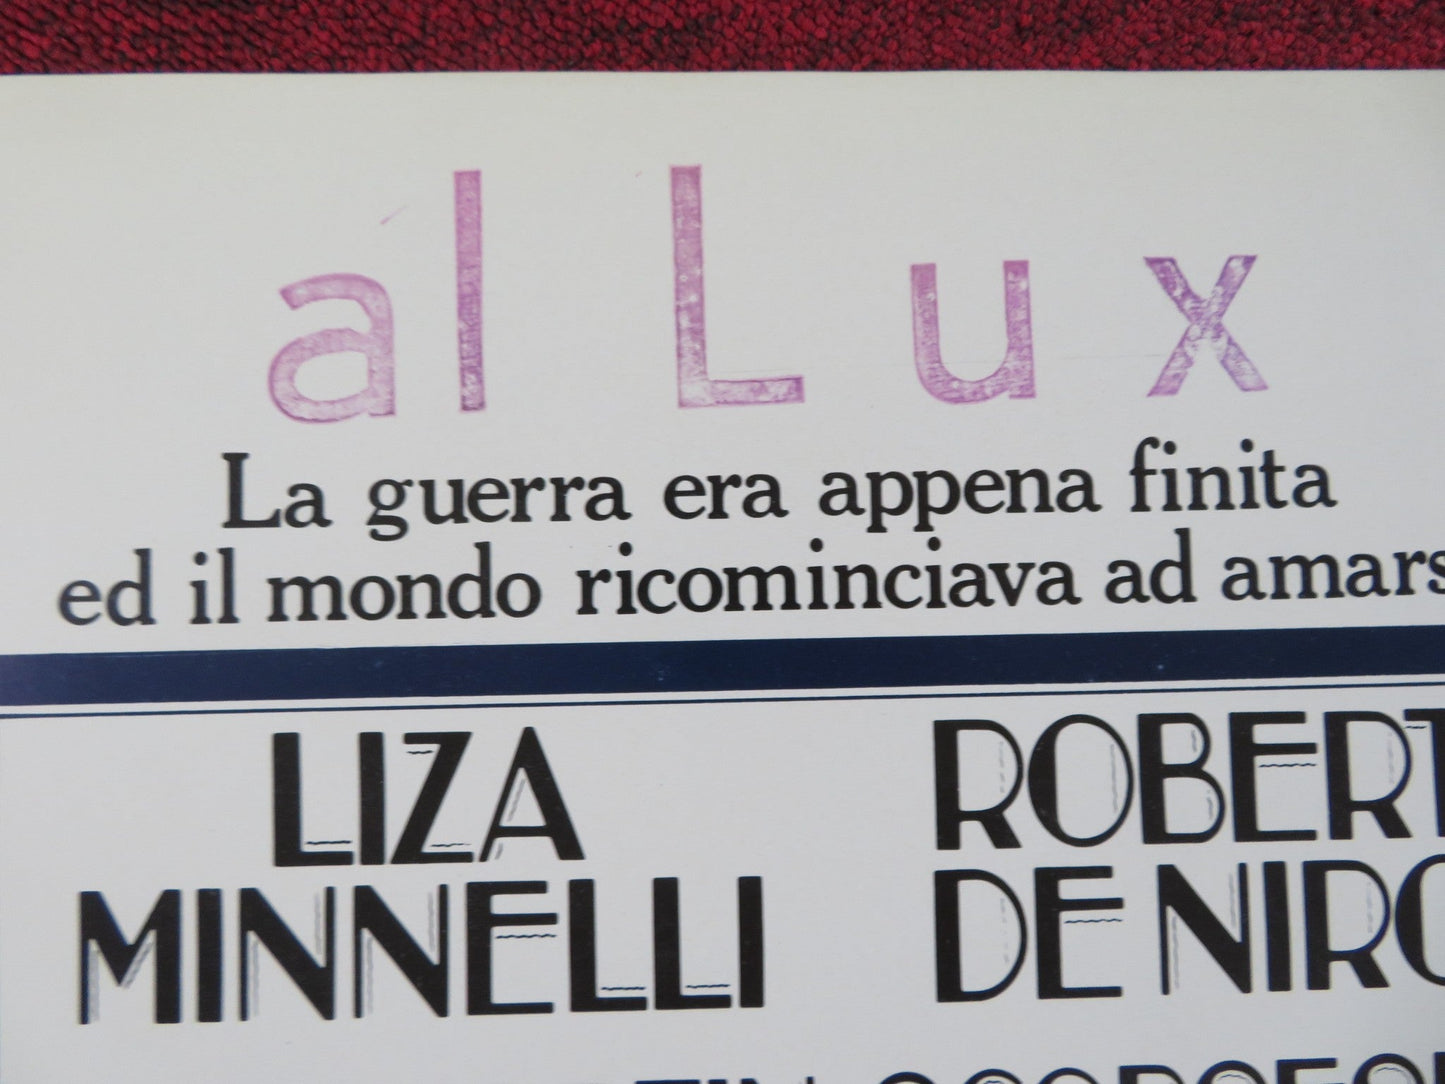 al Lux
La guerra era appena finita
ed il mondo ricominciava ad amars
LIZA ROBERT
MINNELLI DE NIRO